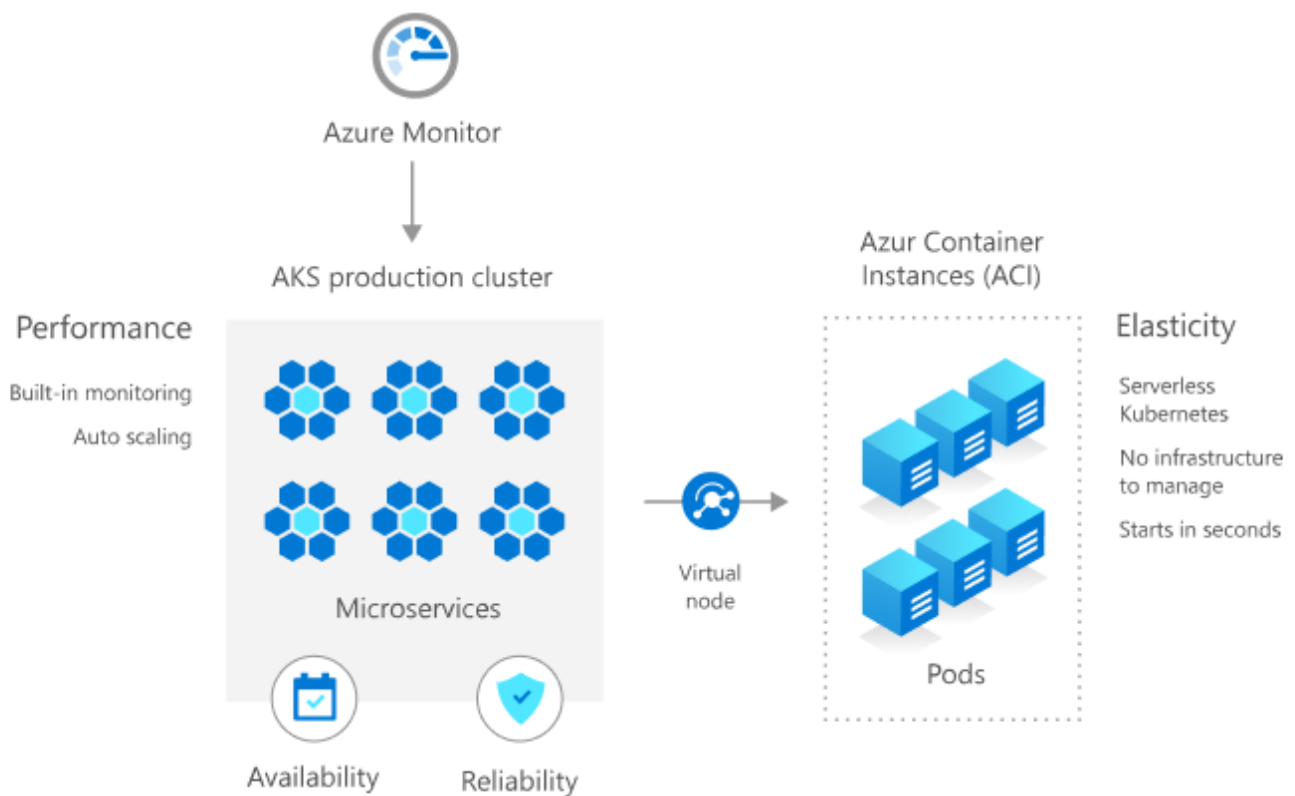 Azure Monitor
AKS production cluster
Performance
Built-in monitoring
Auto scaling
Microservices
Availability
Reliability
Virtual
node
Azur Container
Instances (ACI)
Pods
Elasticity
Serverless
Kubernetes
No infrastructure
to manage
Starts in seconds